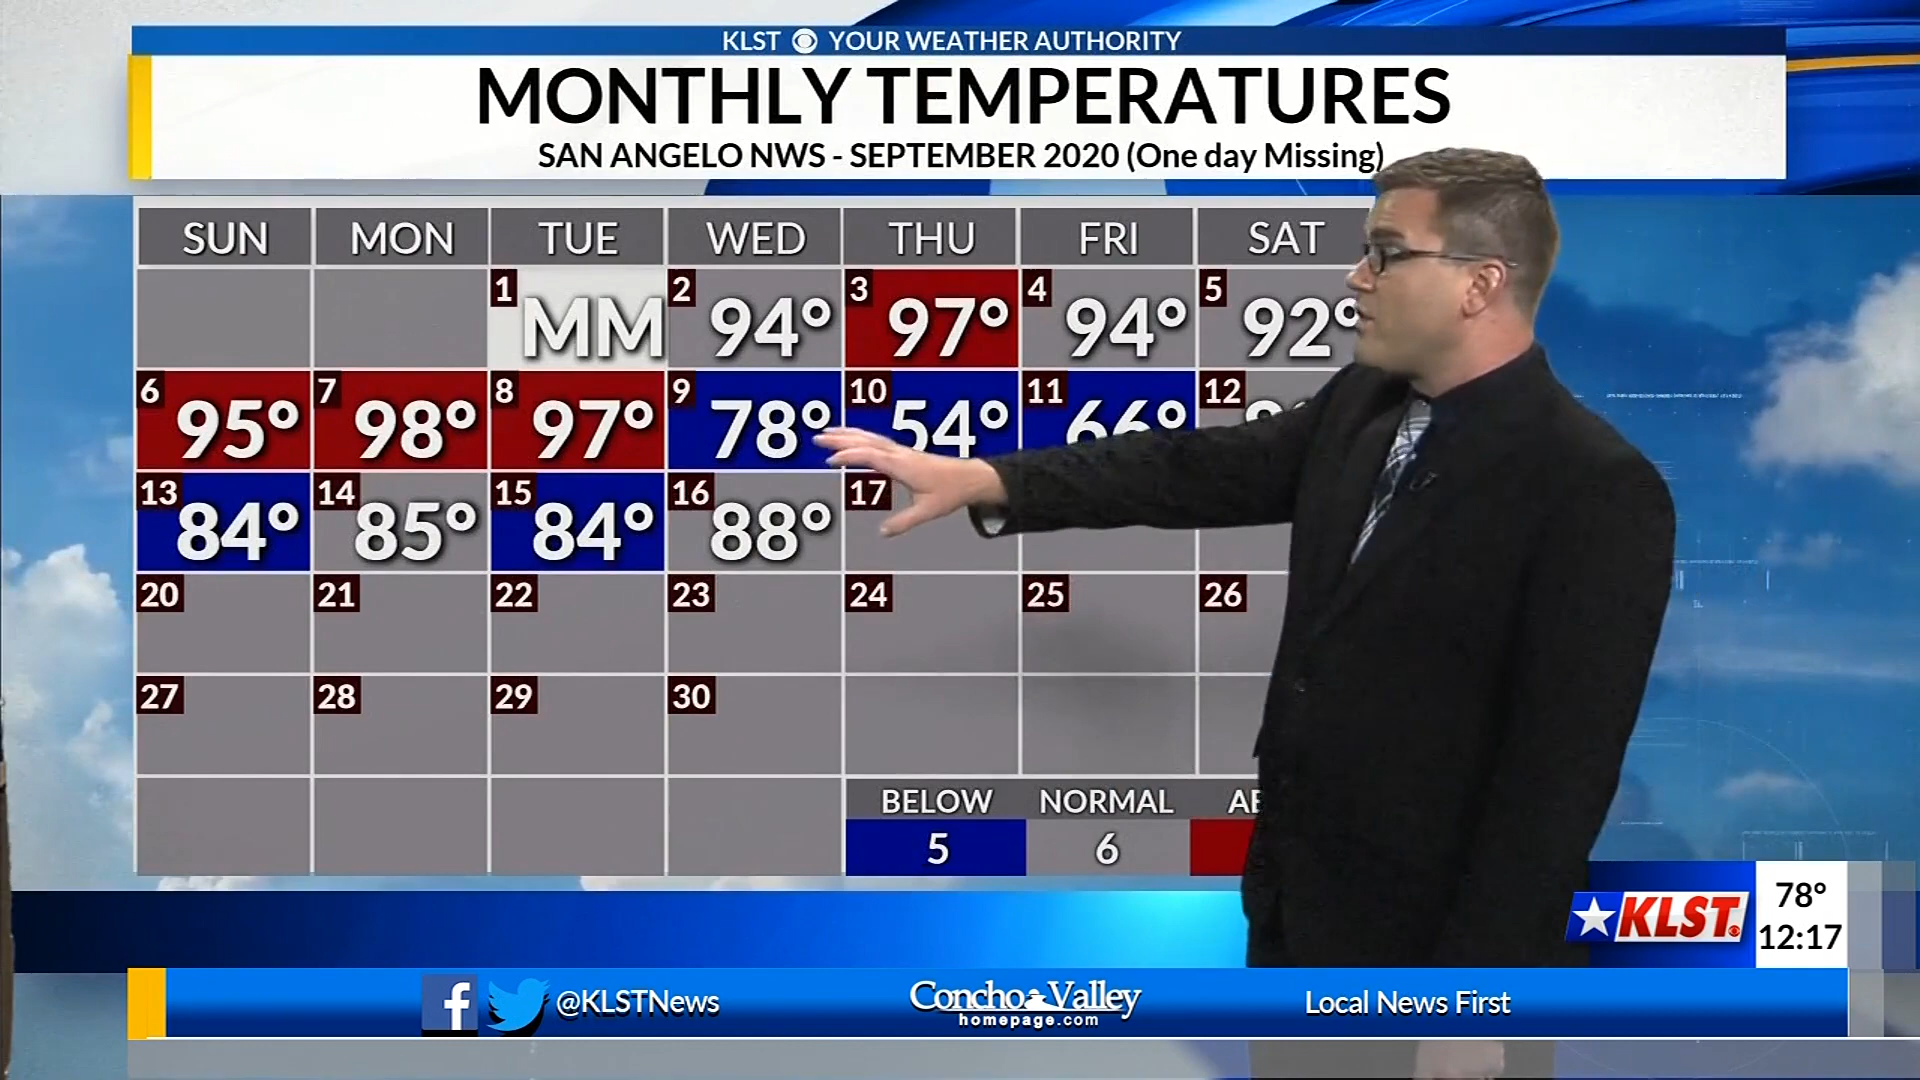 KLST YOUR WEATHER AUTHORITY
MONTHLY TEMPERATURES
SAN ANGELO NWS - SEPTEMBER 2020 (One day Missing)
SUN MON TUE WED THU FRI SAT
1 MM 2 94° 3 97° 4 94° 5 92°
6 95° 7 98° 8 97° 9 78° 10 54° 11 66° 12
13 84° 14 85° 15 84° 16 88° 17
20 21 22 23 24 25 26
27 28 29 30
BELOW NORMAL
5 6
KLST
78°
12:17
@KLSTNews
Concho Valley
homepage.com
Local News First